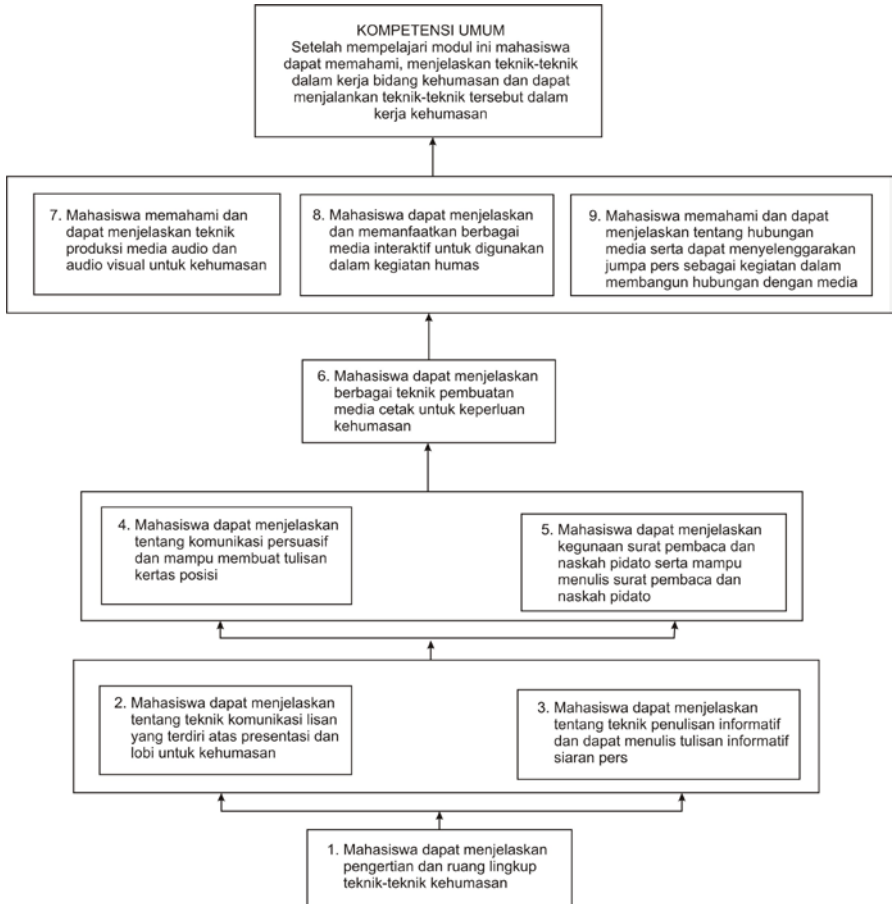 KOMPETENSI UMUM
Setelah mempelajari modul ini mahasiswa
dapat memahami, menjelaskan teknik-teknik
dalam kerja bidang kehumasan dan dapat
menjalankan teknik-teknik tersebut dalam
kerja kehumasan
7. Mahasiswa memahami dan
dapat menjelaskan teknik
produksi media audio dan
audio visual untuk kehumasan
8. Mahasiswa dapat menjelaskan
dan memanfaatkan berbagai
media interaktif untuk digunakan
dalam kegiatan humas
9. Mahasiswa memahami dan dapat
menjelaskan tentang hubungan
media serta dapat menyelenggarakan
jumpa pers sebagai kegiatan dalam
membangun hubungan dengan media
6. Mahasiswa dapat menjelaskan
berbagai teknik pembuatan
media cetak untuk keperluan
kehumasan
4. Mahasiswa dapat menjelaskan
tentang komunikasi persuasif
dan mampu membuat tulisan
kertas posisi
5. Mahasiswa dapat menjelaskan
kegunaan surat pembaca dan
naskah pidato serta mampu
menulis surat pembaca dan
naskah pidato
2. Mahasiswa dapat menjelaskan
tentang teknik komunikasi lisan
yang terdiri atas presentasi dan
lobi untuk kehumasan
3. Mahasiswa dapat menjelaskan
tentang teknik penulisan informatif
dan dapat menulis tulisan informatif
siaran pers
1. Mahasiswa dapat menjelaskan
pengertian dan ruang lingkup
teknik-teknik kehumasan